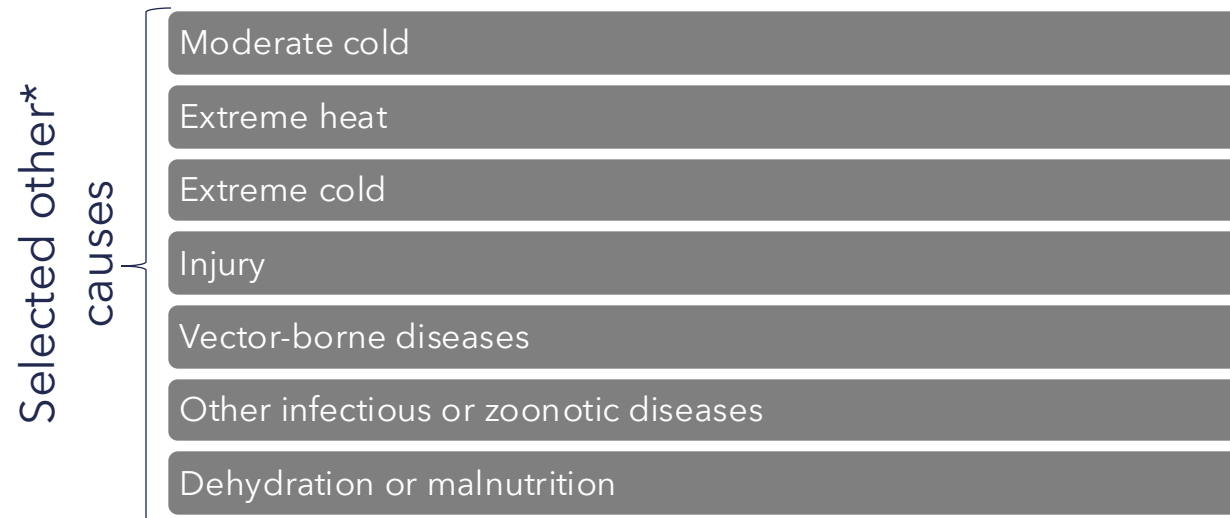 Selected other*
causes
Moderate cold
Extreme heat
Extreme cold
Injury
Vector-borne diseases
Other infectious or zoonotic diseases
Dehydration or malnutrition